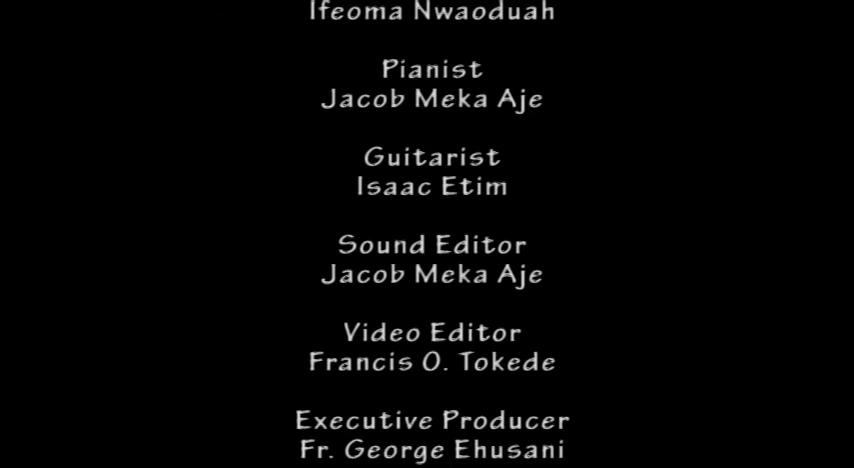 Ifeoma Nwaoduah
Pianist
Jacob Meka Aje
Guitarist
Isaac Etim
Sound Editor
Jacob Meka Aje
Video Editor
Francis O. Tokede
Executive Producer
Fr. George Ehusani